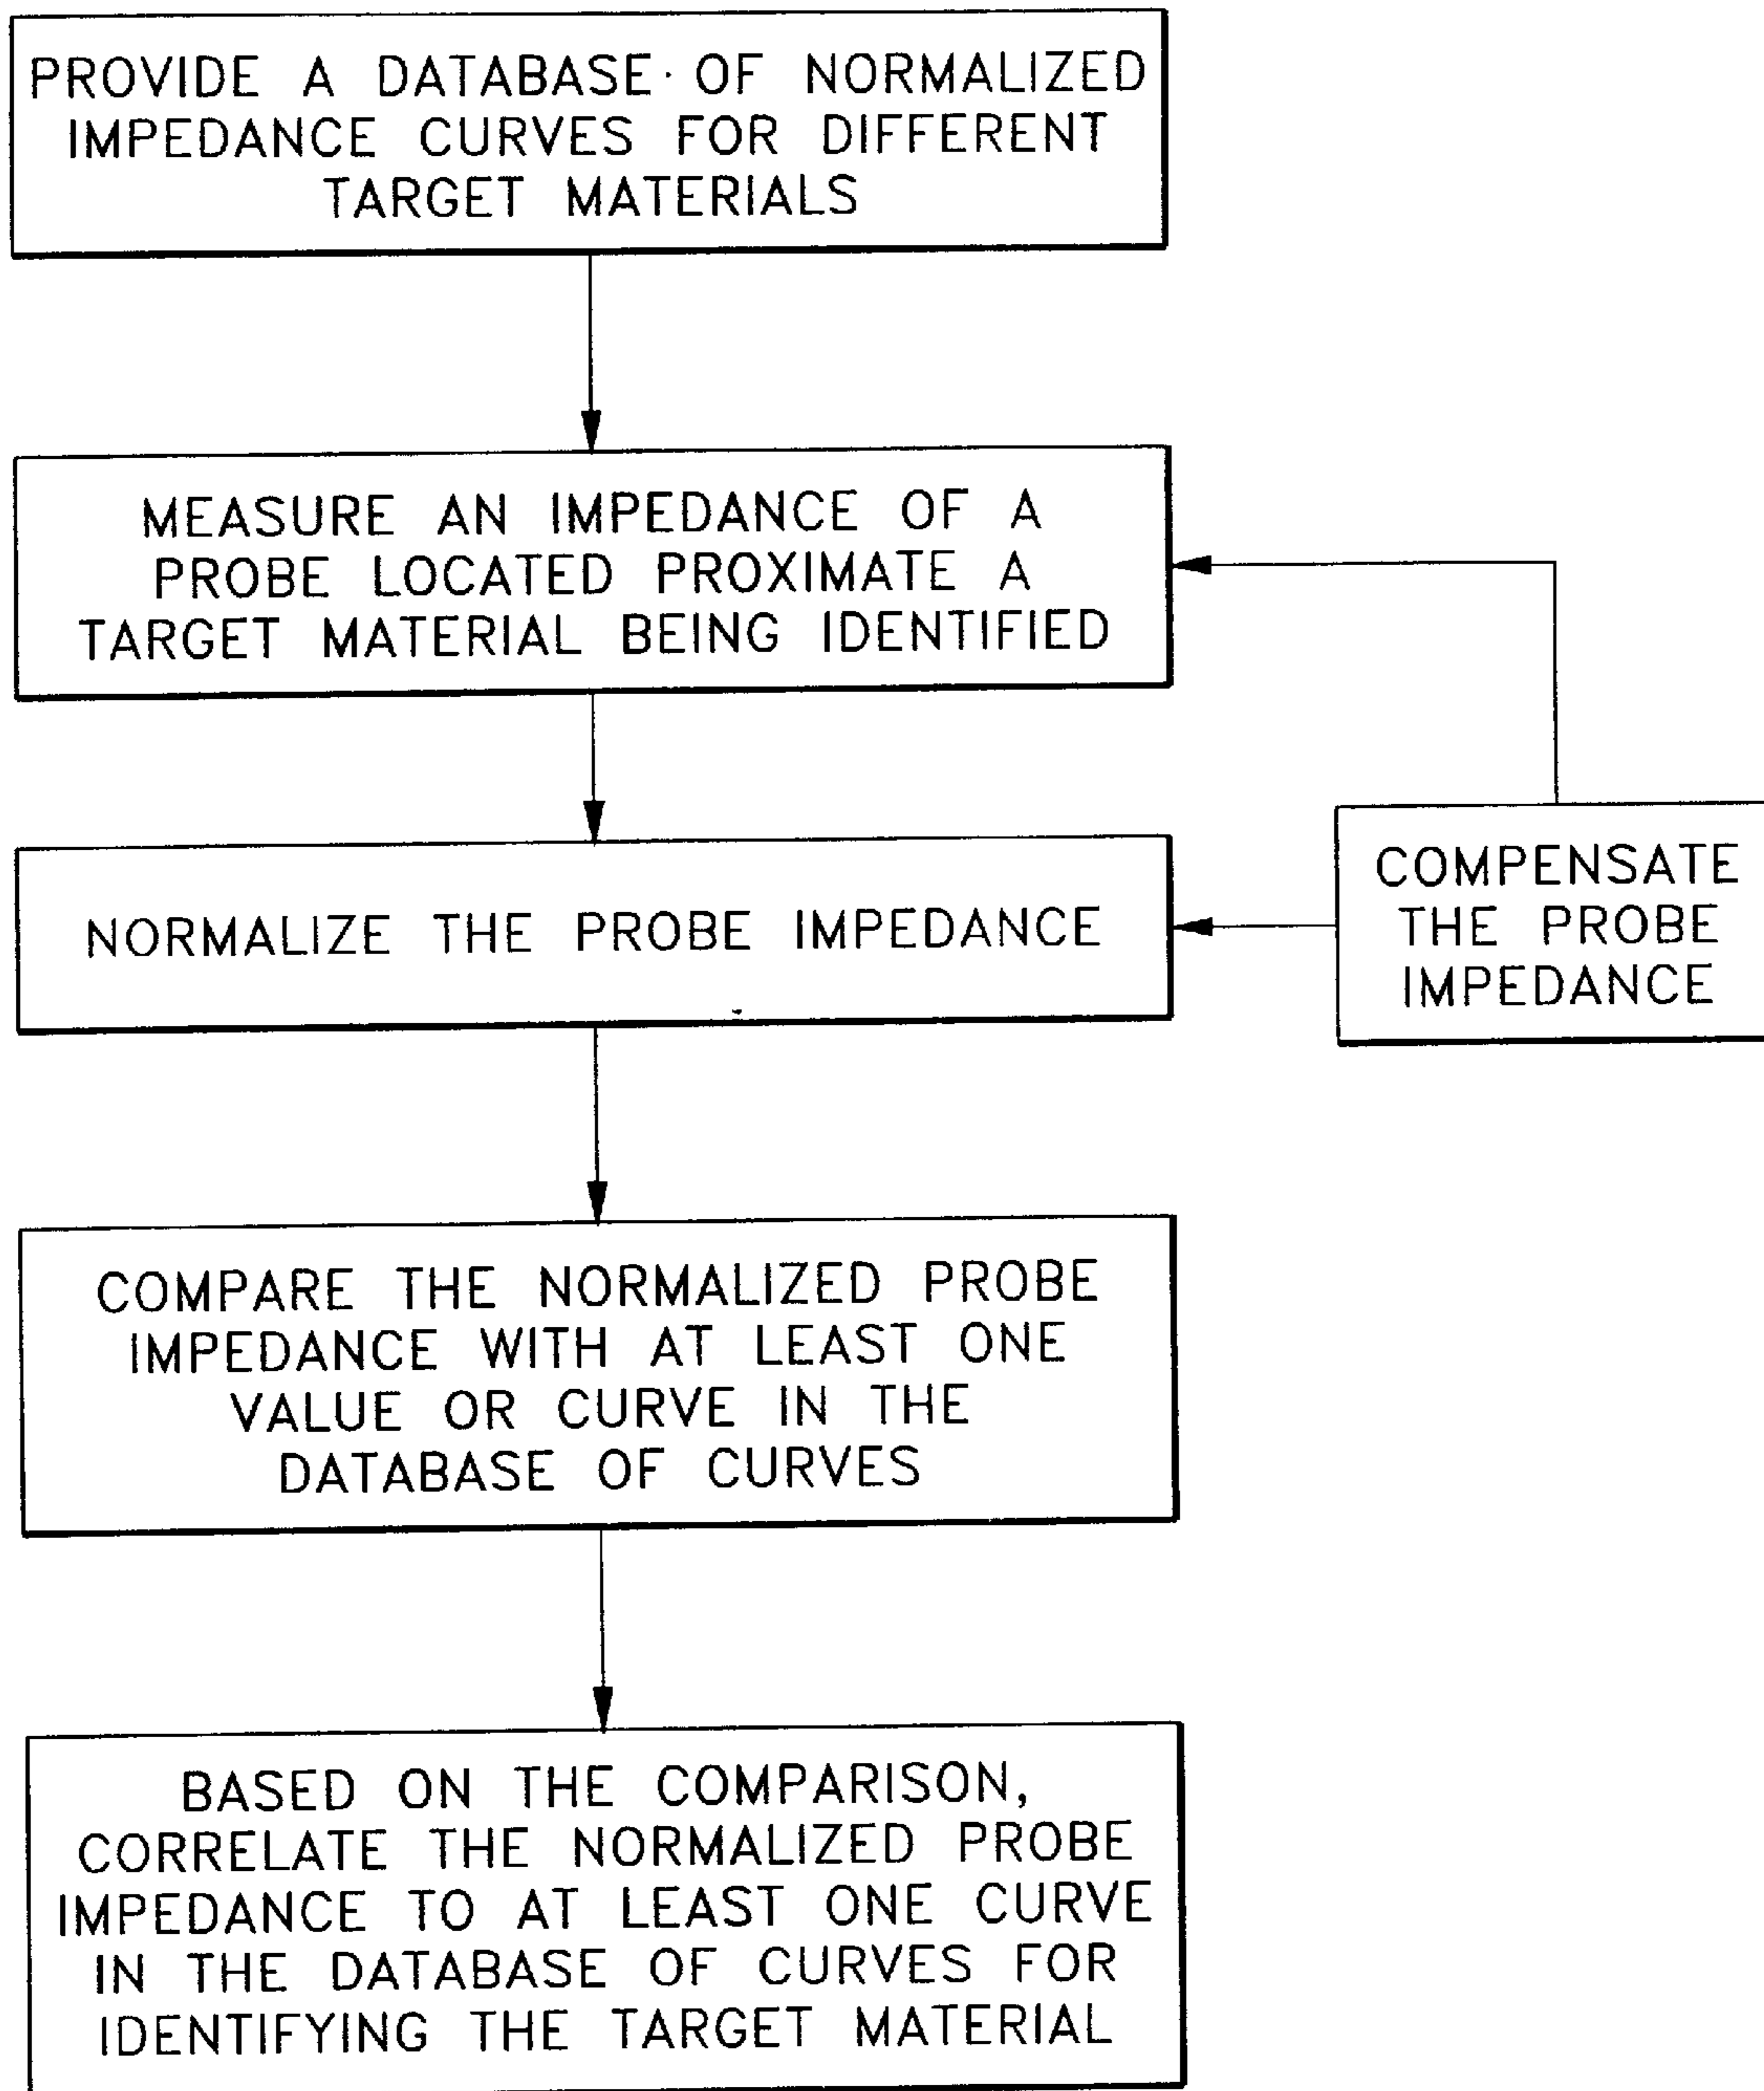 PROVIDE A DATABASE OF NORMALIZED
IMPEDANCE CURVES FOR DIFFERENT
TARGET MATERIALS
MEASURE AN IMPEDANCE OF A
PROBE LOCATED PROXIMATE A
TARGET MATERIAL BEING IDENTIFIED
NORMALIZE THE PROBE IMPEDANCE
COMPENSATE
THE PROBE
IMPEDANCE
COMPARE THE NORMALIZED PROBE
IMPEDANCE WITH AT LEAST ONE
VALUE OR CURVE IN THE
DATABASE OF CURVES
BASED ON THE COMPARISON,
CORRELATE THE NORMALIZED PROBE
IMPEDANCE TO AT LEAST ONE CURVE
IN THE DATABASE OF CURVES FOR
IDENTIFYING THE TARGET MATERIAL